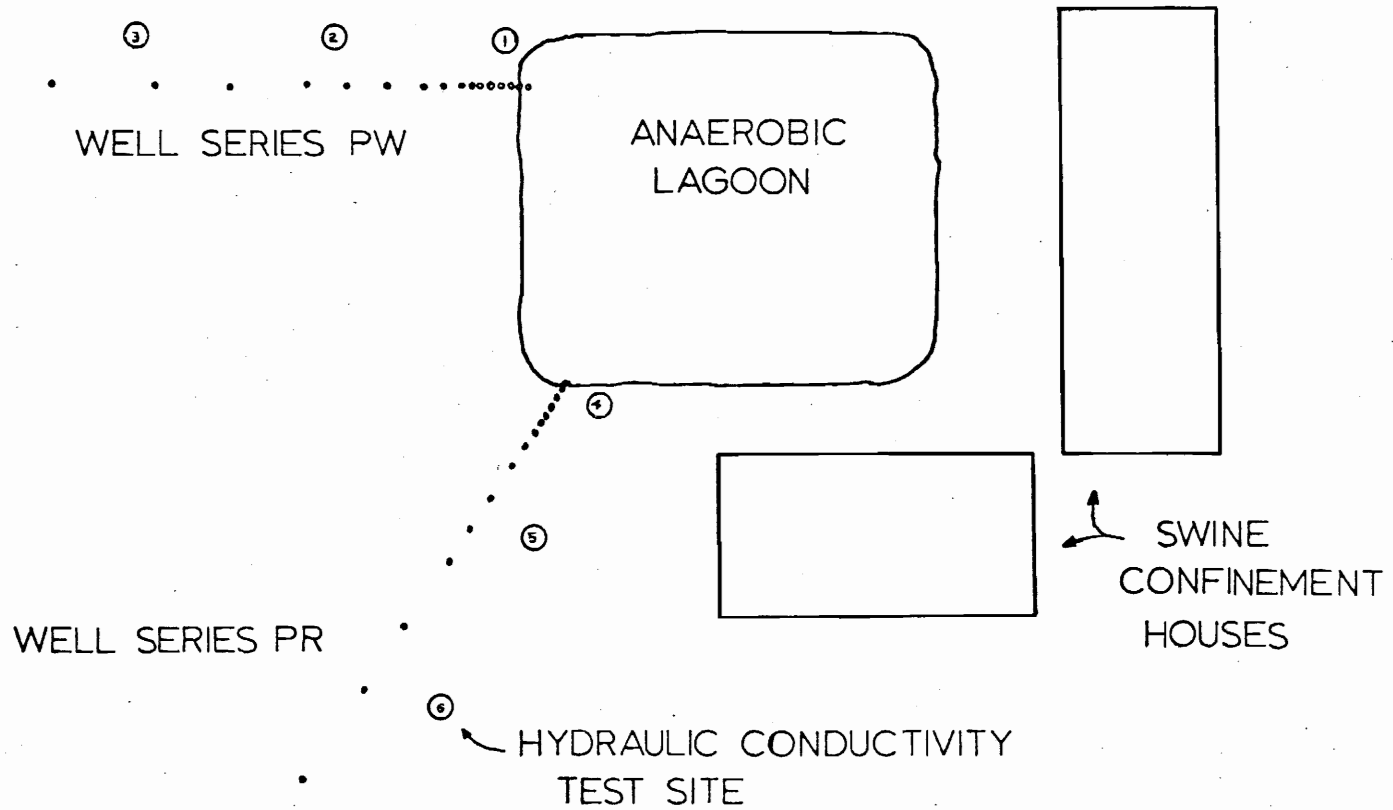 ③ ② ①
WELL SERIES PW
ANAEROBIC
LAGOON
④
⑤
SWINE
CONFINEMENT
HOUSES
WELL SERIES PR
⑥
HYDRAULIC CONDUCTIVITY
TEST SITE